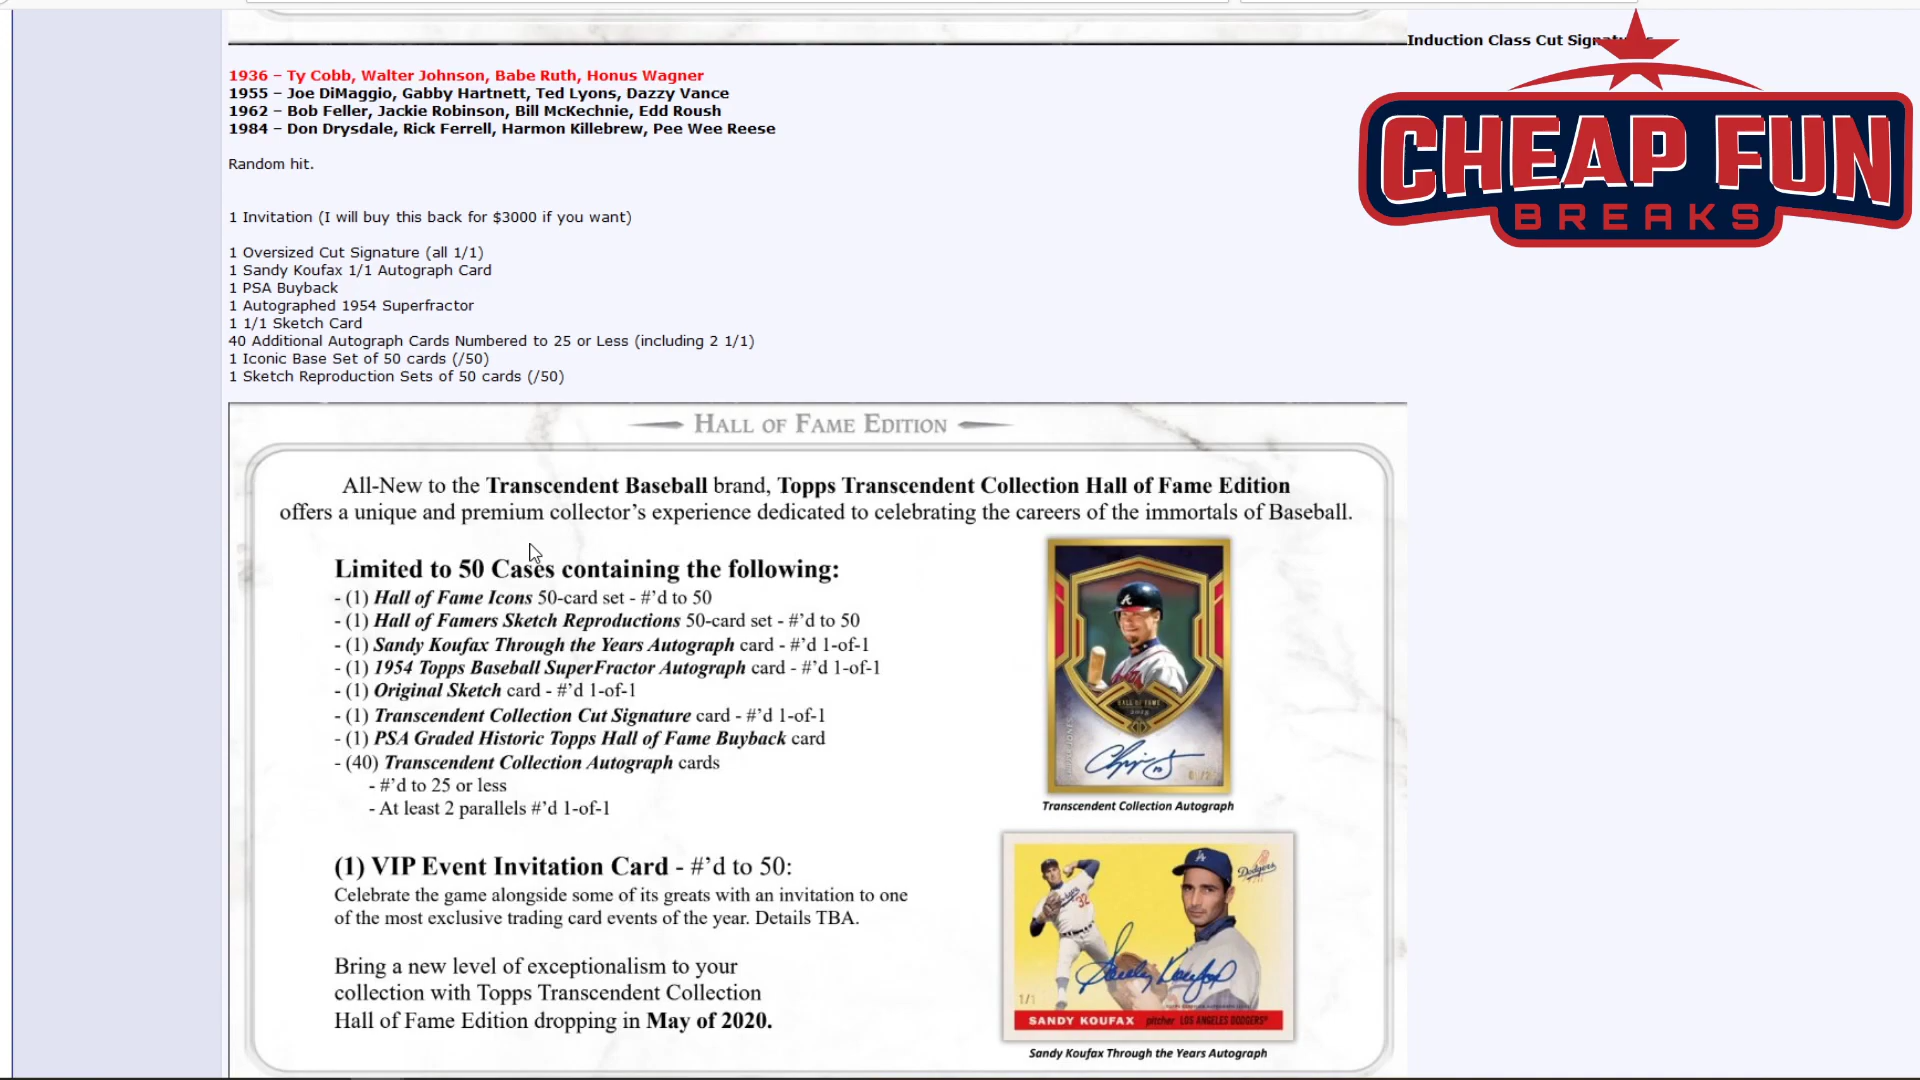 Induction Class Cut
CHEAP FUN
BREAKS
1936 – Ty Cobb, Walter Johnson, Babe Ruth, Honus Wagner
1955 – Joe DiMaggio, Gabby Hartnett, Ted Lyons, Dazzy Vance
1962 – Bob Feller, Jackie Robinson, Bill McKechnie, Edd Roush
1984 – Don Drysdale, Rick Ferrell, Harmon Killebrew, Pee Wee Reese
Random hit.
1 Invitation (I will buy this back for $3000 if you want)
1 Oversized Cut Signature (all 1/1)
1 Sandy Koufax 1/1 Autograph Card
1 PSA Buyback
1 Autographed 1954 Superfractor
1 1/1 Sketch Card
40 Additional Autograph Cards Numbered to 25 or Less (including 2 1/1)
1 Iconic Base Set of 50 cards (/50)
1 Sketch Reproduction Sets of 50 cards (/50)
HALL OF FAME EDITION
All-New to the Transcendent Baseball brand, Topps Transcendent Collection Hall of Fame Edition
offers a unique and premium collector’s experience dedicated to celebrating the careers of the immortals of Baseball.
Limited to 50 Cases containing the following:
- (1) Hall of Fame Icons 50-card set - #’d to 50
- (1) Hall of Famers Sketch Reproductions 50-card set - #’d to 50
- (1) Sandy Koufax Through the Years Autograph card - #’d 1-of-1
- (1) 1954 Topps Baseball SuperFractor Autograph card - #’d 1-of-1
- (1) Original Sketch card - #’d 1-of-1
- (1) Transcendent Collection Cut Signature card - #’d 1-of-1
- (1) PSA Graded Historic Topps Hall of Fame Buyback card
- (40) Transcendent Collection Autograph cards
- #’d to 25 or less
- At least 2 parallels #’d 1-of-1
(1) VIP Event Invitation Card - #’d to 50:
Celebrate the game alongside some of its greats with an invitation to one
of the most exclusive trading card events of the year. Details TBA.
Bring a new level of exceptionalism to your
collection with Topps Transcendent Collection
Hall of Fame Edition dropping in May of 2020.
HALL OF FAME
Transcendent Collection Autograph
Dodgers
32
Sandy Koufax
1/1
SANDY KOUFAX pitcher LOS ANGELES DODGERS
Sandy Koufax Through the Years Autograph